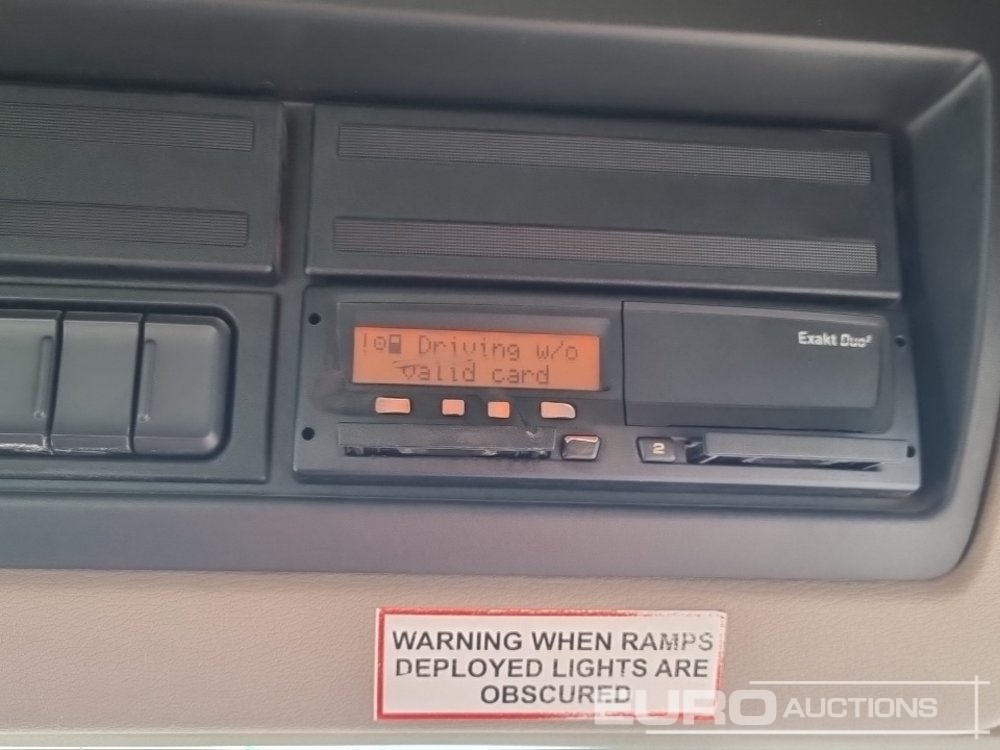 Exakt Duo²
!⊙ Driving w/o
valid card
2
WARNING WHEN RAMPS
DEPLOYED LIGHTS ARE
OBSCURED
EURO AUCTIONS